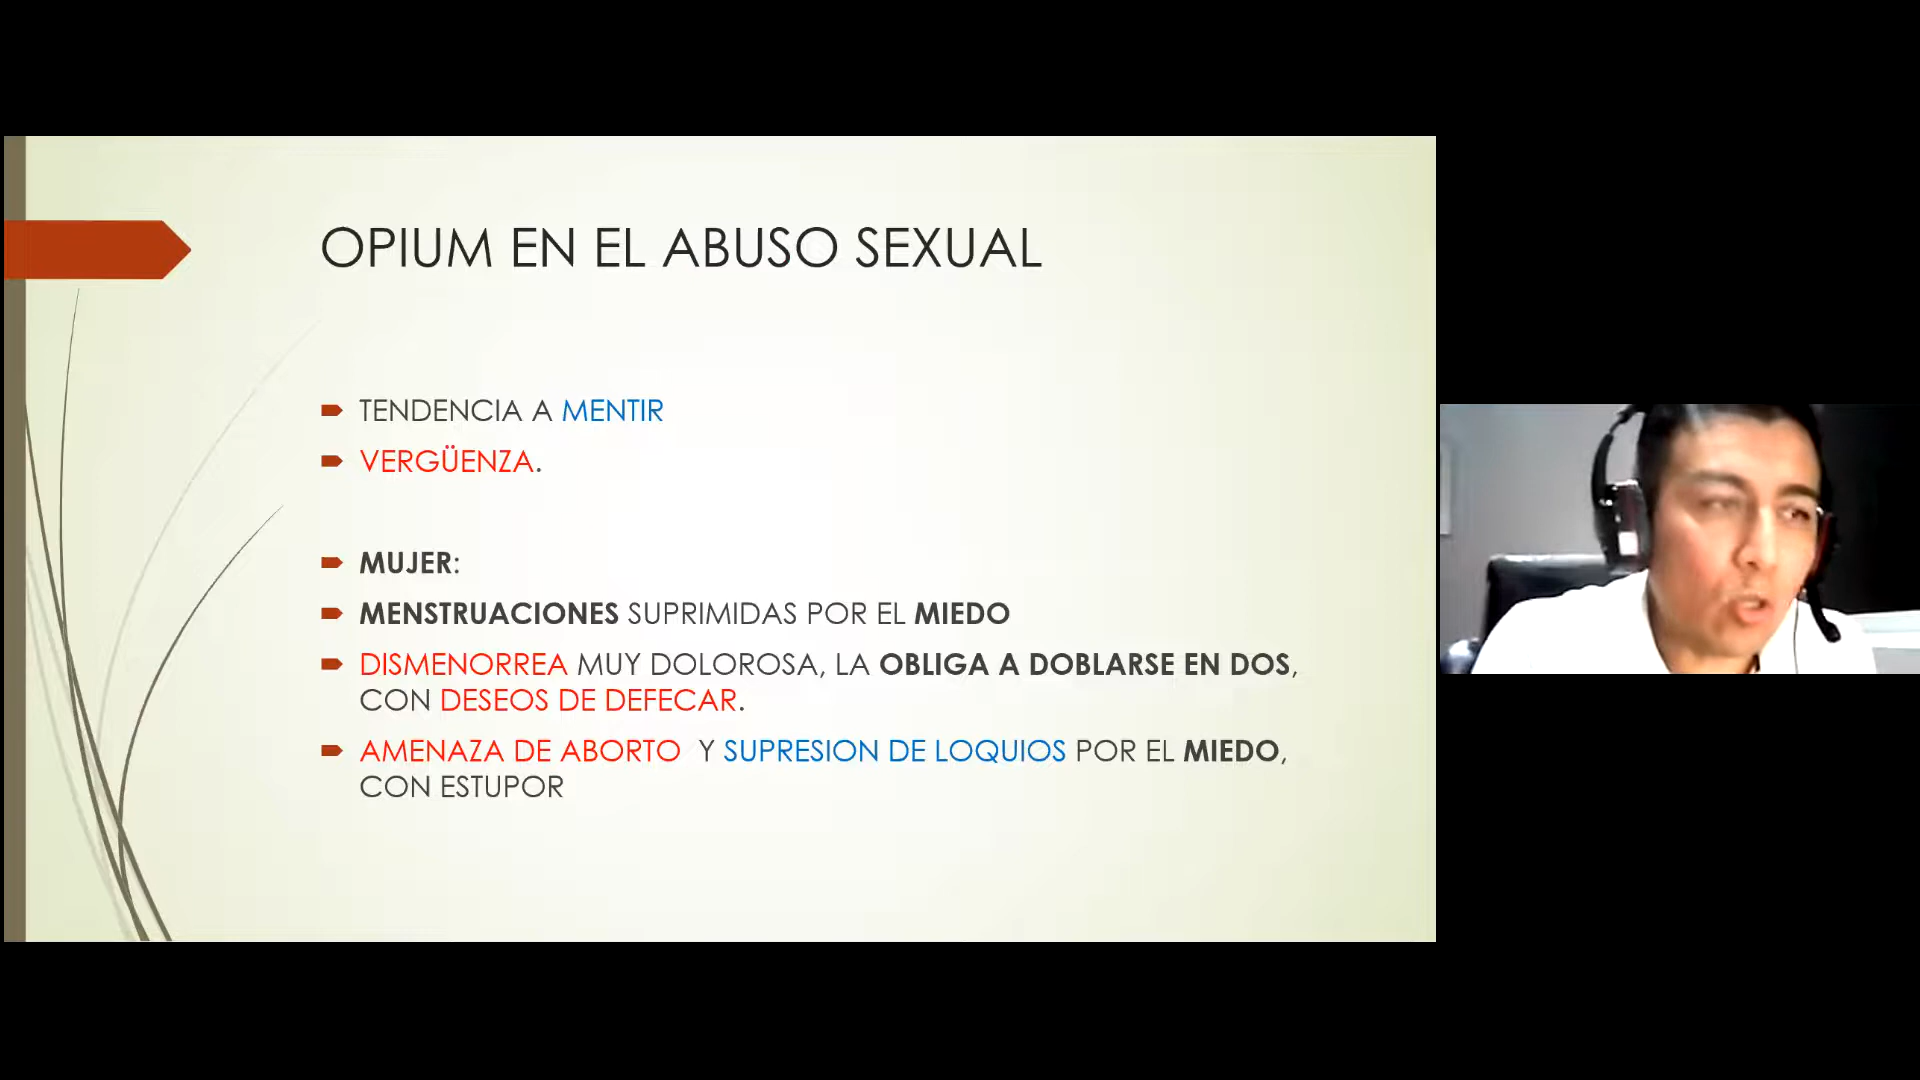 OPIUM EN EL ABUSO SEXUAL
TENDENCIA A MENTIR
VERGÜENZA.
MUJER:
MENSTRUACIONES SUPRIMIDAS POR EL MIEDO
DISMENORREA MUY DOLOROSA, LA OBLIGA A DOBLARSE EN DOS,
CON DESEOS DE DEFECAR.
AMENAZA DE ABORTO Y SUPRESION DE LOQUIOS POR EL MIEDO,
CON ESTUPOR